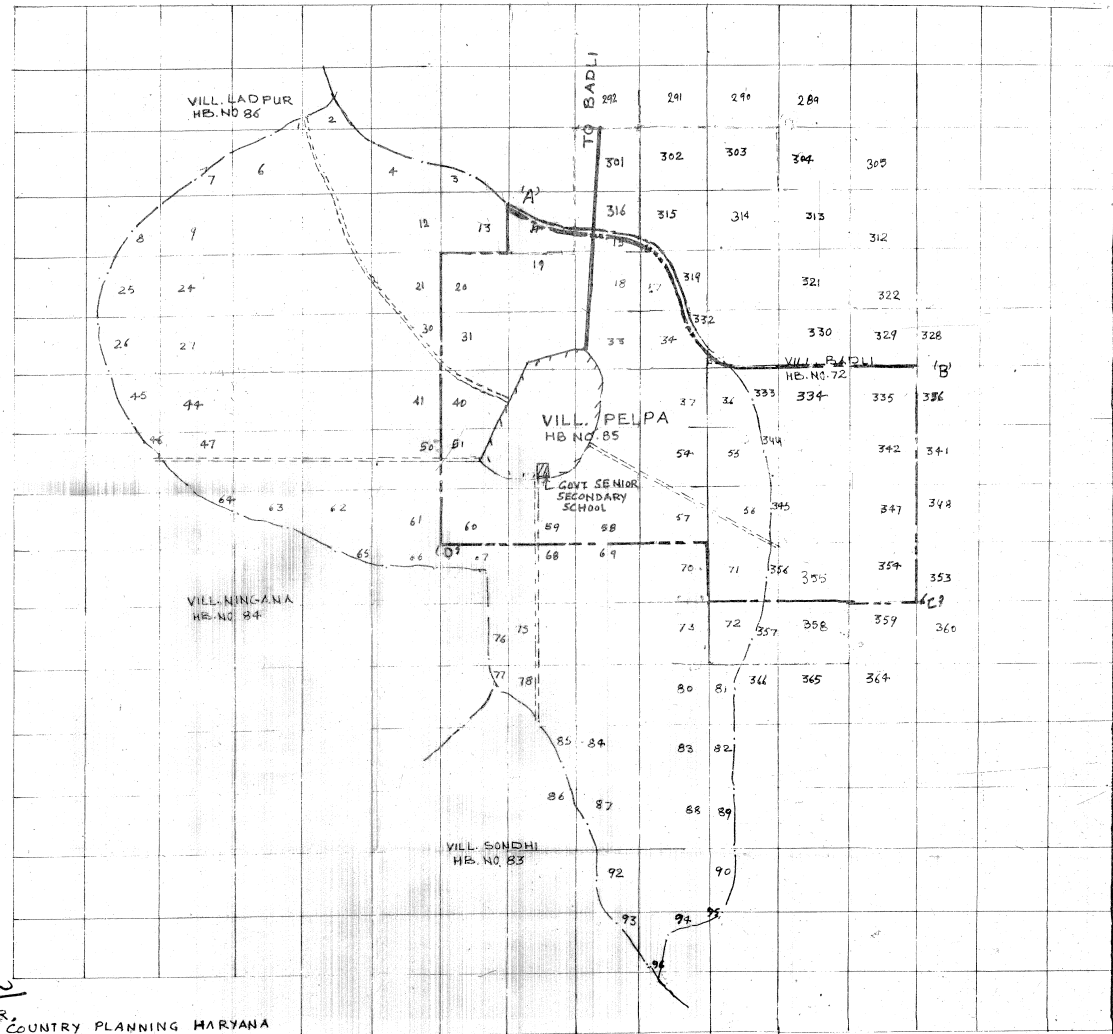 TO BADLI
292 291 290 289
VILL. LADPUR
HB. NO 86
1 2
301 302 303 304 305
7 6 4 3
'A'
316 315 314 313
8 9 12 13 14 15 312
19
25 24 21 20 18 17 319 321 322
332
26 27 30 31 33 34 330 329 328
VILL. BADLI
HB. NO. 72
'B'
45 44 41 40 37 36 333 334 335 336
VILL. PELPA
HB NO. 85
46 47 50 51 54 55 344 342 341
GOVT SENIOR
SECONDARY
SCHOOL
64 63 62 61 60 59 58 57 56 345 347 348
65 66 'D' 67 68 69 70 71 356 355 354 353
VILL. NINGANA
HB. NO. 84
'C'
76 75 73 72 357 358 359 360
77 78 80 81 366 365 364
85 84 83 82
86 87 88 89
VILL. SONDHI
HB. NO. 83
92 90
93 94 95
96
R.
COUNTRY PLANNING HARYANA